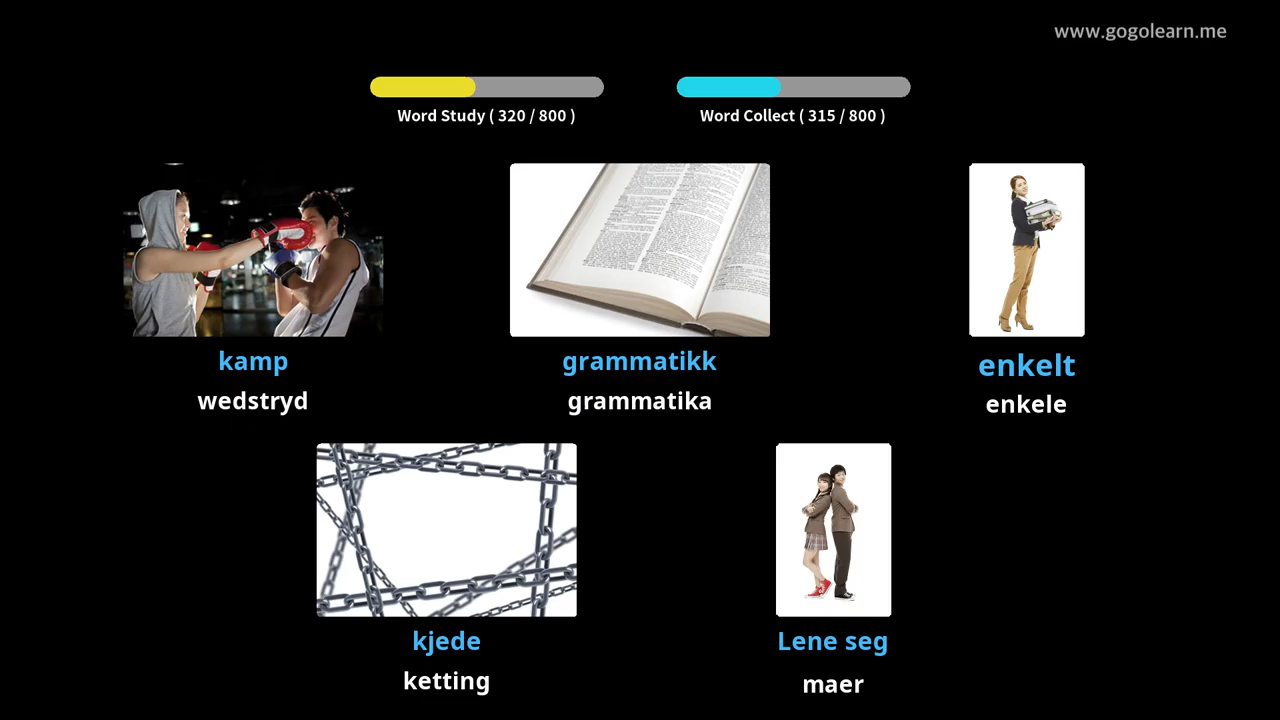 www.gogolearn.me
Word Study ( 320 / 800 )
Word Collect ( 315 / 800 )
kamp
wedstryd
grammatikk
grammatika
enkelt
enkele
kjede
ketting
Lene seg
maer